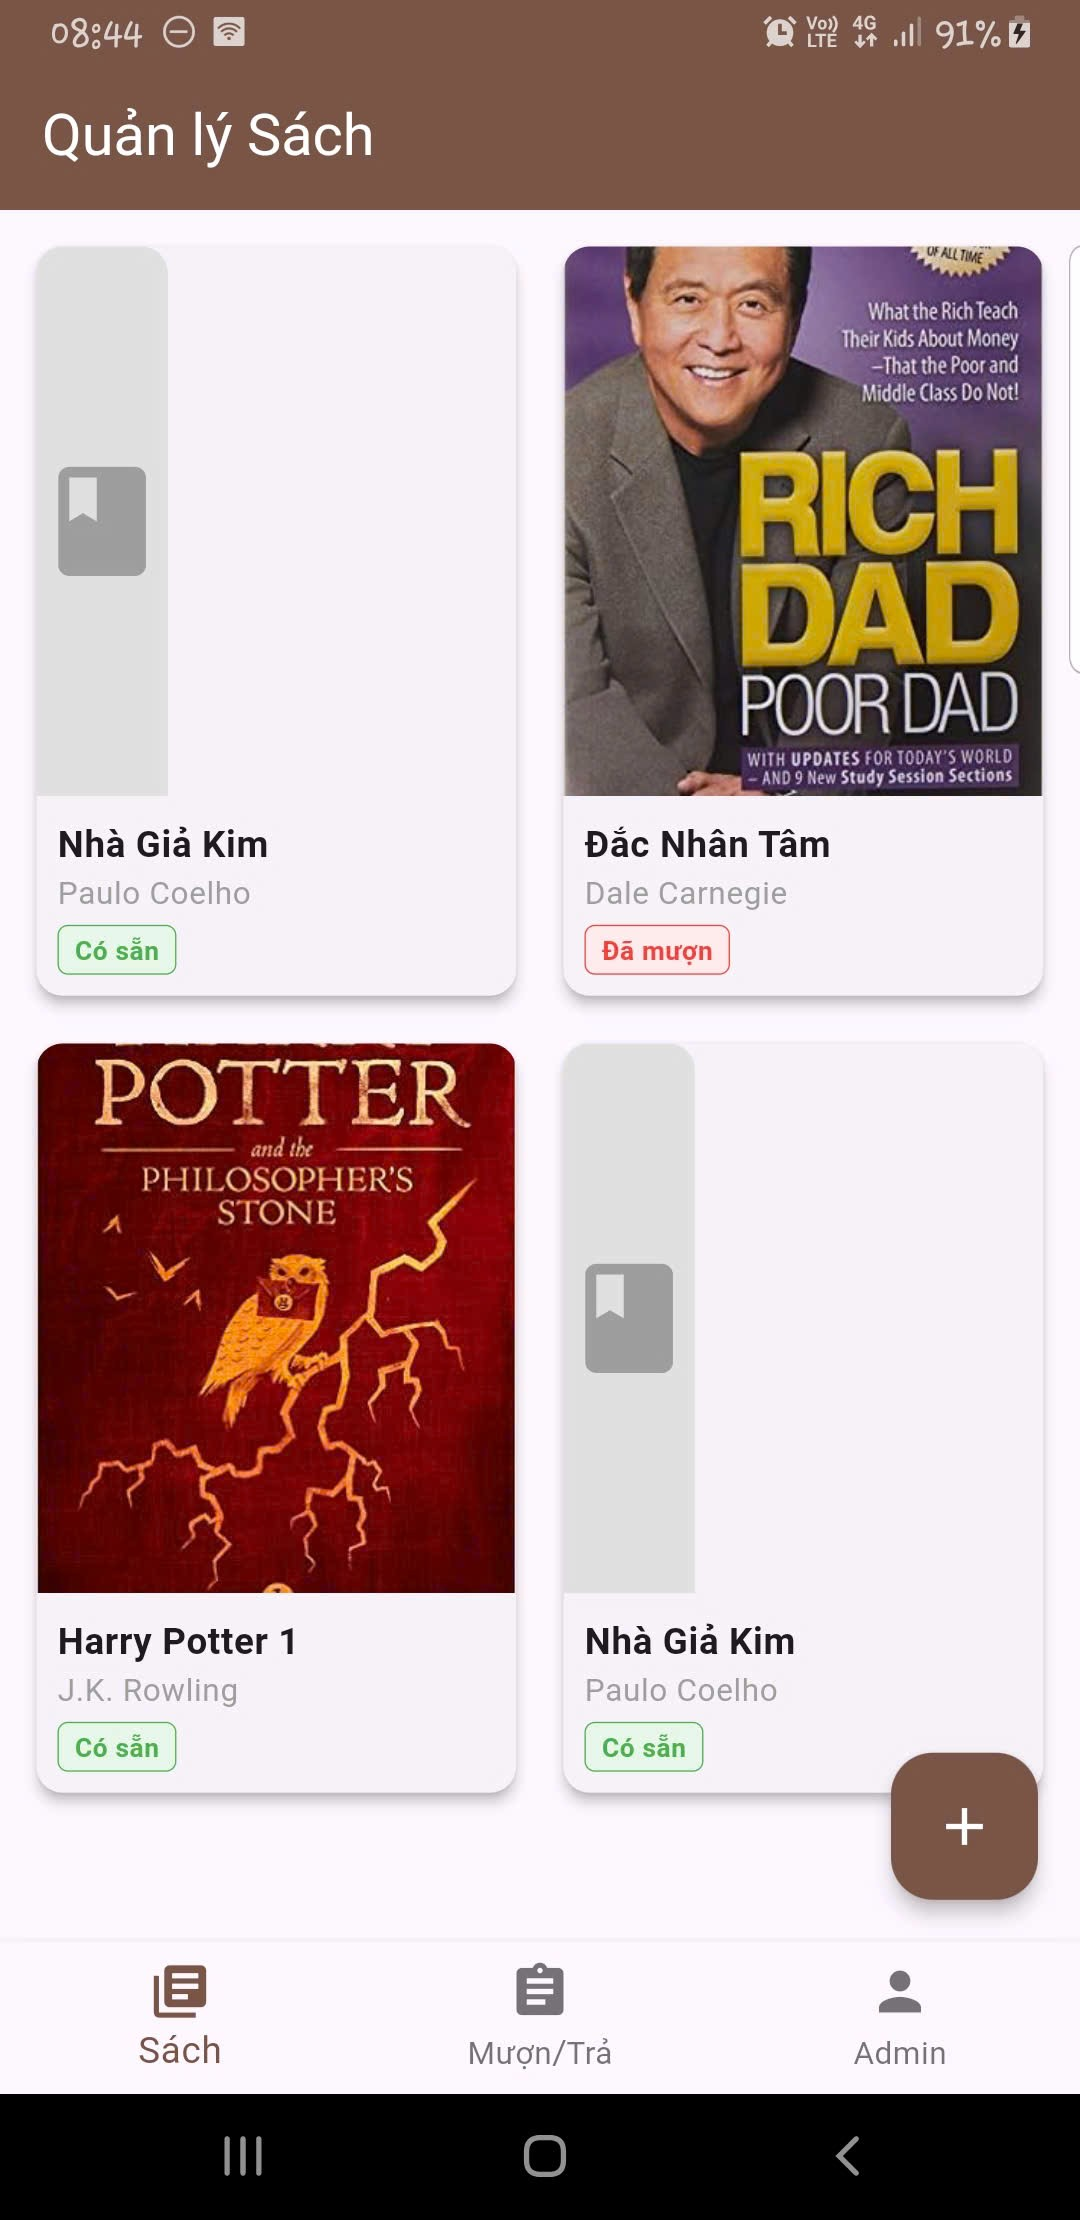 08:44
Vo))
LTE
4G
91%
Quản lý Sách
OF ALL TIME
What the Rich Teach
Their Kids About Money
–That the Poor and
Middle Class Do Not!
RICH
DAD
POOR DAD
WITH UPDATES FOR TODAY'S WORLD
– AND 9 New Study Session Sections
Nhà Giả Kim
Paulo Coelho
Có sẵn
Đắc Nhân Tâm
Dale Carnegie
Đã mượn
POTTER
and the
PHILOSOPHER'S
STONE
Harry Potter 1
J.K. Rowling
Có sẵn
Nhà Giả Kim
Paulo Coelho
Có sẵn
+
Sách
Mượn/Trả
Admin